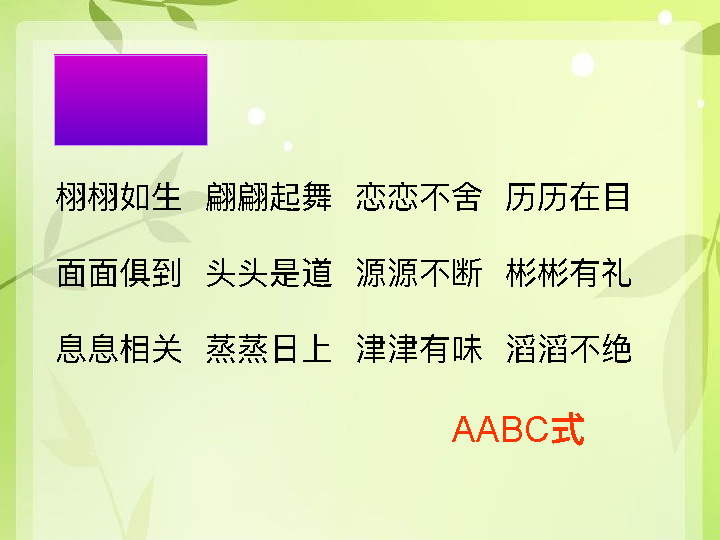 栩栩如生 翩翩起舞 恋恋不舍 历历在目
面面俱到 头头是道 源源不断 彬彬有礼
息息相关 蒸蒸日上 津津有味 滔滔不绝
AABC式